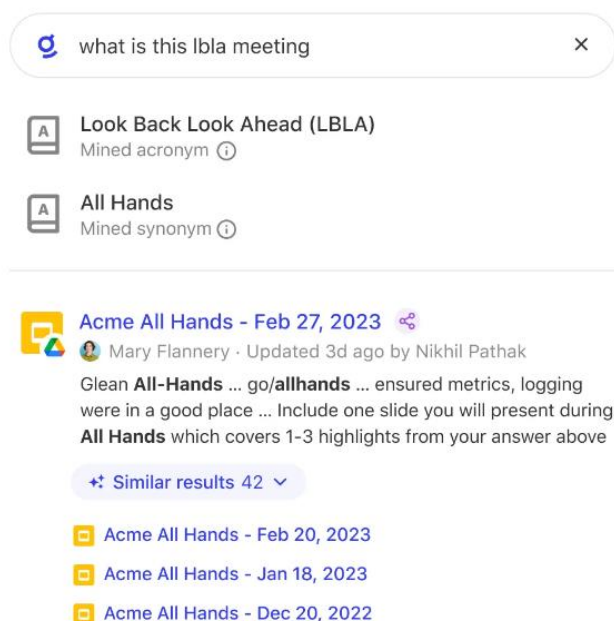 what is this lbla meeting
Look Back Look Ahead (LBLA)
Mined acronym
All Hands
Mined synonym
Acme All Hands - Feb 27, 2023
Mary Flannery · Updated 3d ago by Nikhil Pathak
Glean All-Hands ... go/allhands ... ensured metrics, logging
were in a good place ... Include one slide you will present during
All Hands which covers 1-3 highlights from your answer above
Similar results 42
Acme All Hands - Feb 20, 2023
Acme All Hands - Jan 18, 2023
Acme All Hands - Dec 20, 2022